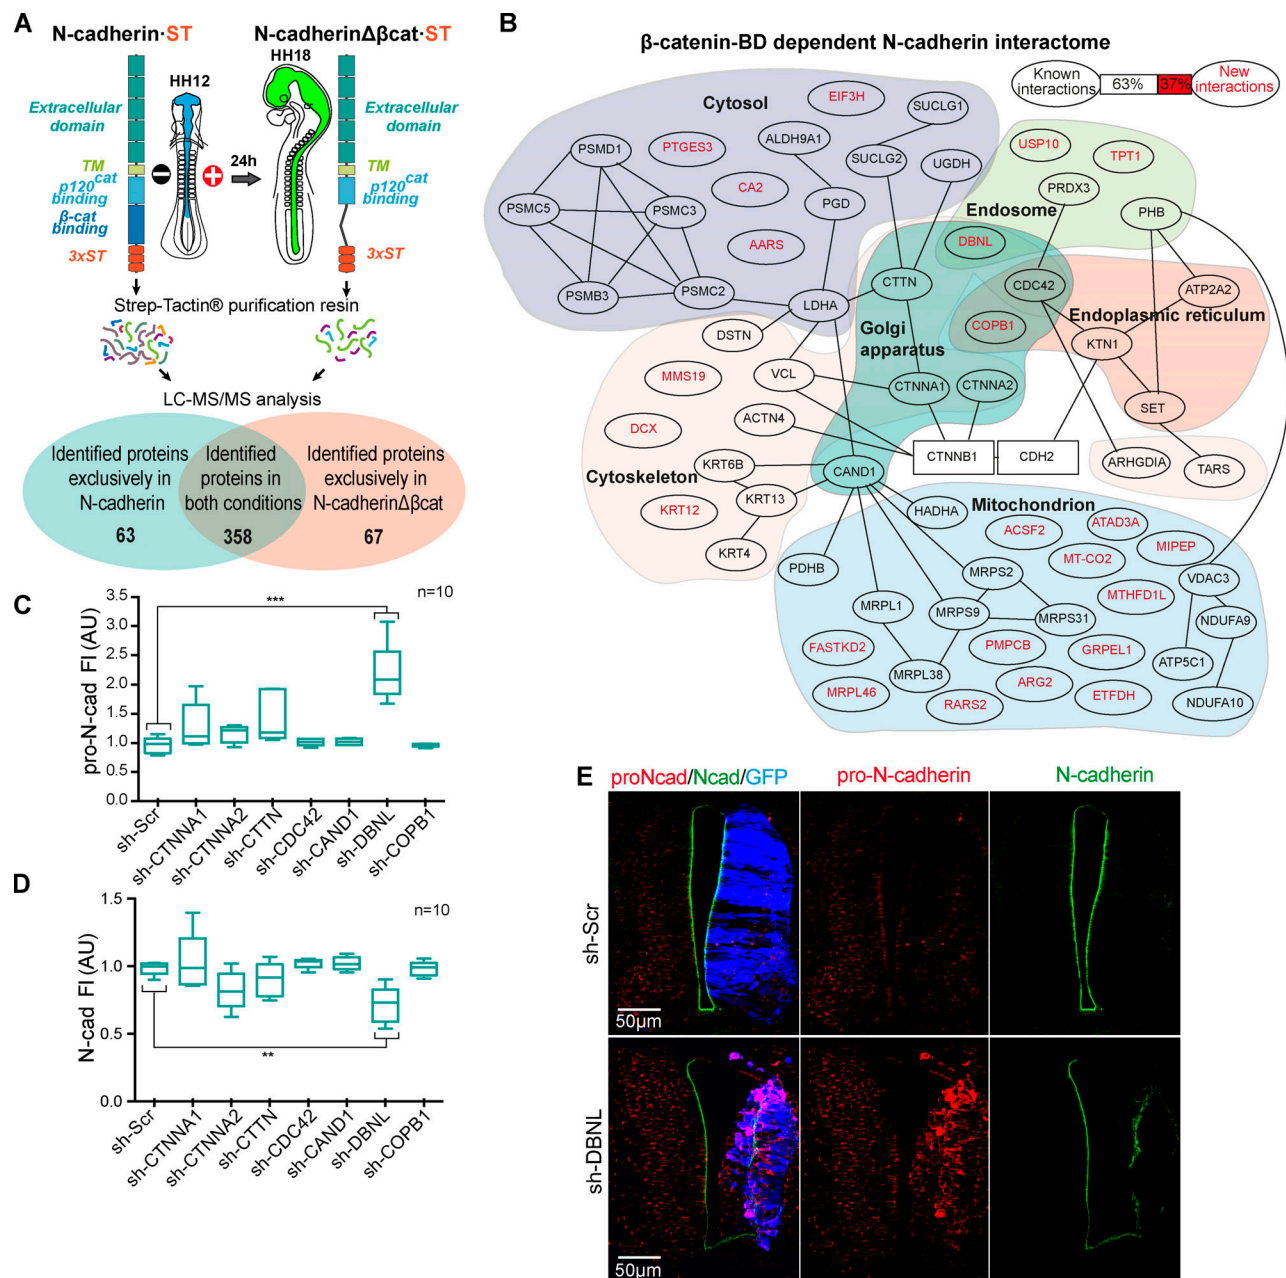 A
N-cadherin·ST
N-cadherinΔβcat·ST
HH12
HH18
Extracellular
domain
TM
p120cat
binding
β-cat
binding
3xST
24h
Extracellular
domain
TM
p120cat
binding
3xST
Strep-Tactin® purification resin
LC-MS/MS analysis
Identified proteins
exclusively in
N-cadherin
63
Identified
proteins in
both conditions
358
Identified proteins
exclusively in
N-cadherinΔβcat
67
B
β-catenin-BD dependent N-cadherin interactome
Known
interactions
63%
37%
New
interactions
Cytosol
EIF3H
SUCLG1
PSMD1
PTGES3
ALDH9A1
SUCLG2
UGDH
PSMC5
PSMC3
CA2
PGD
AARS
PSMB3
PSMC2
LDHA
CTTN
USP10
TPT1
PRDX3
PHB
Endosome
DBNL
CDC42
ATP2A2
COPB1
Endoplasmic reticulum
KTN1
SET
Golgi
apparatus
CTNNA1
CTNNA2
DSTN
MMS19
VCL
DCX
ACTN4
Cytoskeleton
KRT6B
KRT13
KRT12
KRT4
CAND1
CTNNB1
CDH2
ARHGDIA
TARS
HADHA
Mitochondrion
ACSF2
ATAD3A
MT-CO2
MIPEP
PDHB
MRPS2
VDAC3
MTHFD1L
MRPL1
MRPS9
MRPS31
NDUFA9
FASTKD2
PMPCB
GRPEL1
ATP5C1
MRPL38
ARG2
MRPL46
RARS2
ETFDH
NDUFA10
C
pro-N-cad FI (AU)
3.5
3.0
2.5
2.0
1.5
1.0
0.5
0.0
***
n=10
sh-Scr
sh-CTNNA1
sh-CTNNA2
sh-CTTN
sh-CDC42
sh-CAND1
sh-DBNL
sh-COPB1
D
N-cad FI (AU)
1.5
1.0
0.5
0.0
**
n=10
sh-Scr
sh-CTNNA1
sh-CTNNA2
sh-CTTN
sh-CDC42
sh-CAND1
sh-DBNL
sh-COPB1
E
proNcad/Ncad/GFP
pro-N-cadherin
N-cadherin
sh-Scr
50µm
sh-DBNL
50µm